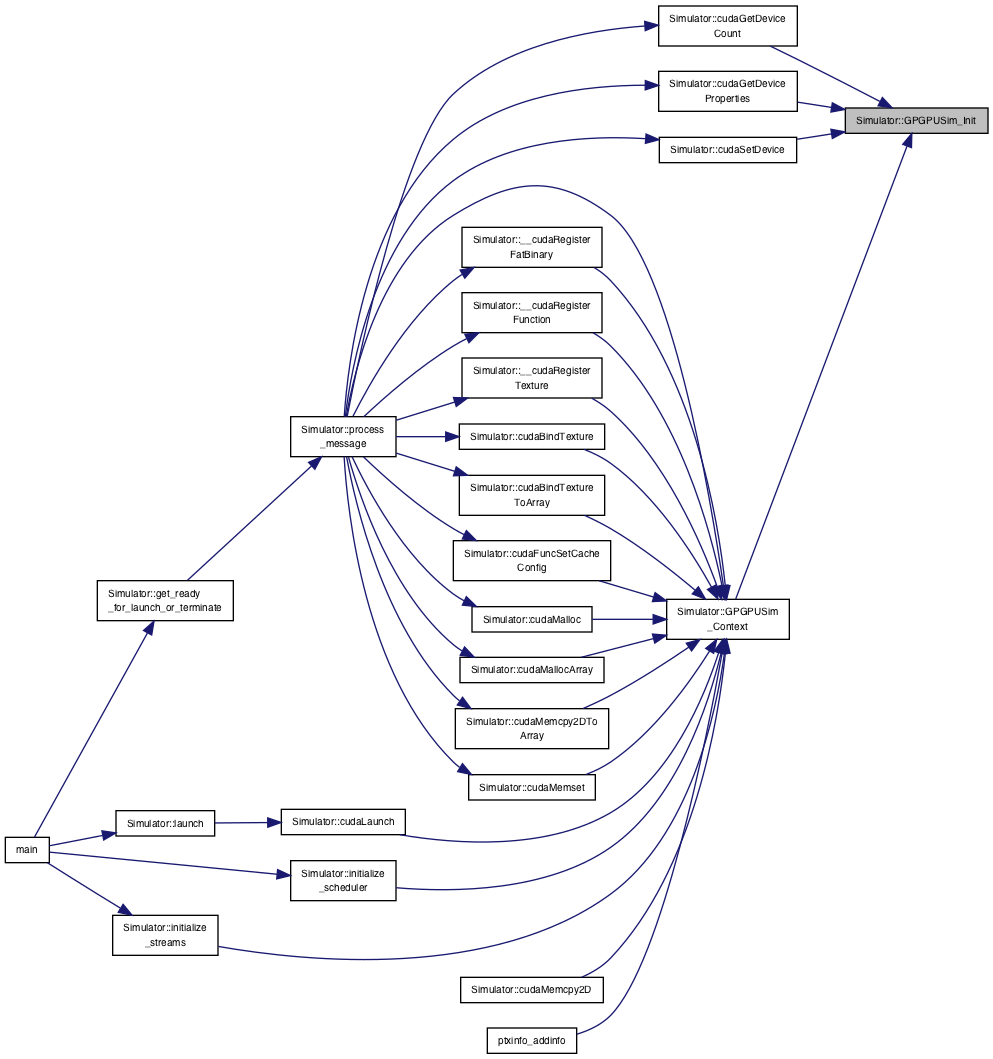 Simulator::cudaGetDevice
Count
Simulator::cudaGetDevice
Properties
Simulator::GPGPUSim_Init
Simulator::cudaSetDevice
Simulator::__cudaRegister
FatBinary
Simulator::__cudaRegister
Function
Simulator::__cudaRegister
Texture
Simulator::process
_message
Simulator::cudaBindTexture
Simulator::cudaBindTexture
ToArray
Simulator::cudaFuncSetCache
Config
Simulator::get_ready
_for_launch_or_terminate
Simulator::cudaMalloc
Simulator::GPGPUSim
_Context
Simulator::cudaMallocArray
Simulator::cudaMemcpy2DTo
Array
Simulator::cudaMemset
Simulator::launch
Simulator::cudaLaunch
main
Simulator::initialize
_scheduler
Simulator::initialize
_streams
Simulator::cudaMemcpy2D
ptxinfo_addinfo